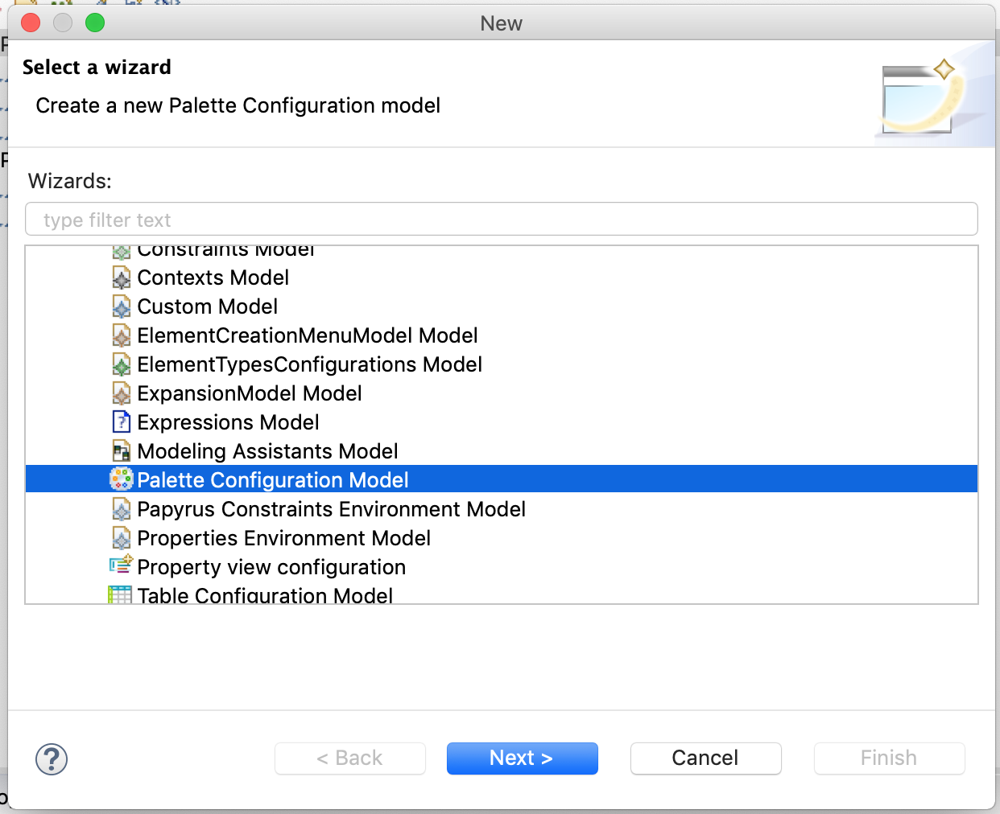 New
Select a wizard
Create a new Palette Configuration model
Wizards:
type filter text
Constraints Model
Contexts Model
Custom Model
ElementCreationMenuModel Model
ElementTypesConfigurations Model
ExpansionModel Model
Expressions Model
Modeling Assistants Model
Palette Configuration Model
Papyrus Constraints Environment Model
Properties Environment Model
Property view configuration
Table Configuration Model
?
< Back
Next >
Cancel
Finish